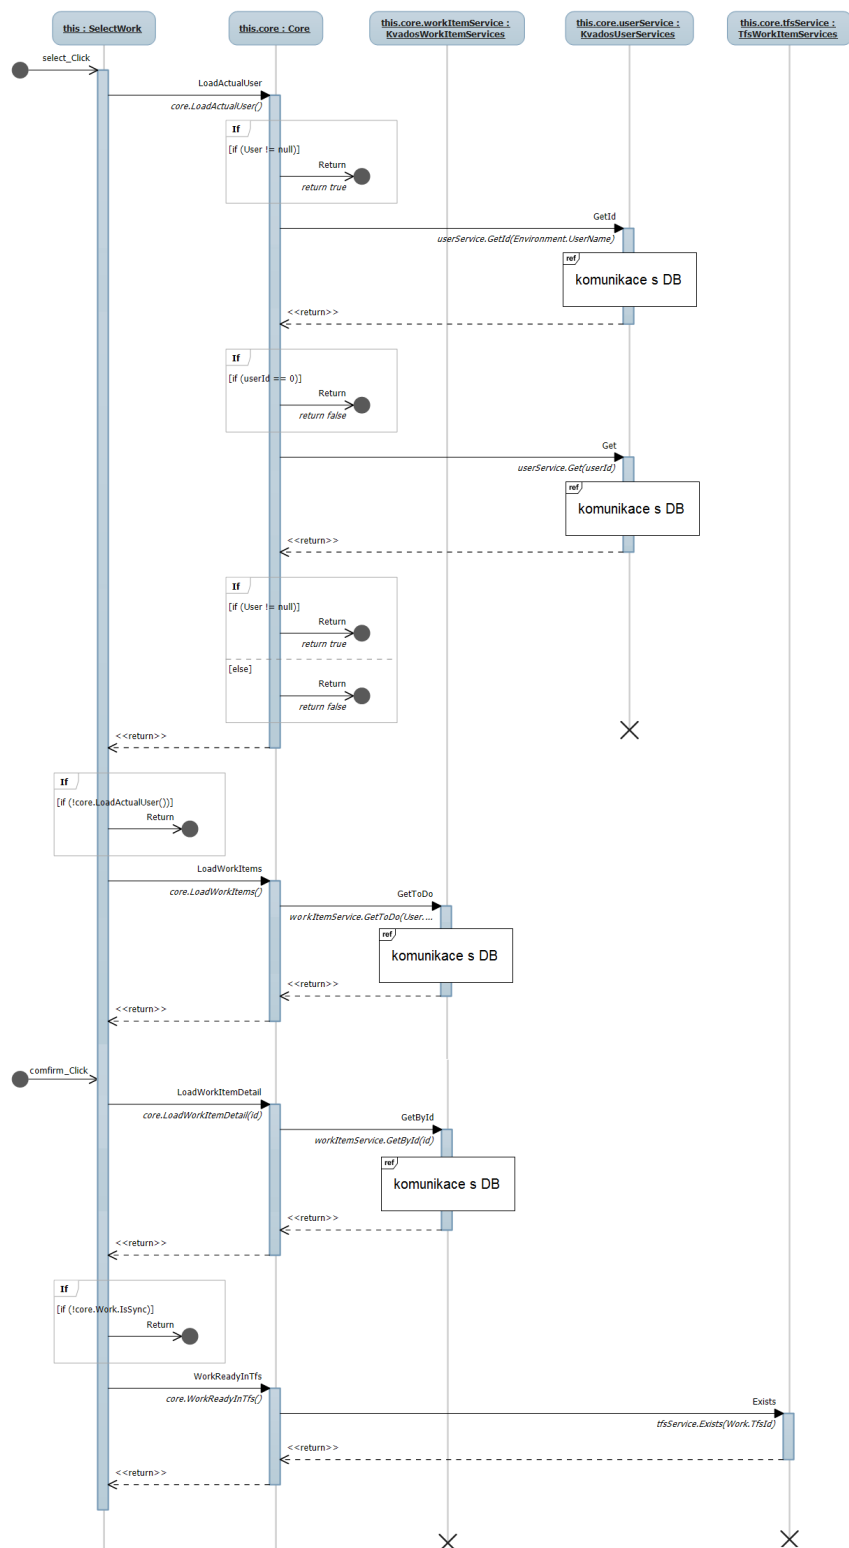 this : SelectWork
this.core : Core
this.core.workItemService :
KvadosWorkItemServices
this.core.userService :
KvadosUserServices
this.core.tfsService :
TfsWorkItemServices
select_Click
LoadActualUser
core.LoadActualUser()
If
[if (User != null)]
Return
return true
GetId
userService.GetId(Environment.UserName)
ref
komunikace s DB
<<return>>
If
[if (userId == 0)]
Return
return false
Get
userService.Get(userId)
ref
komunikace s DB
<<return>>
If
[if (User != null)]
Return
return true
[else]
Return
return false
<<return>>
If
[if (!core.LoadActualUser())]
Return
LoadWorkItems
core.LoadWorkItems()
GetToDo
workItemService.GetToDo(User....
ref
komunikace s DB
<<return>>
<<return>>
comfirm_Click
LoadWorkItemDetail
core.LoadWorkItemDetail(id)
GetById
workItemService.GetById(id)
ref
komunikace s DB
<<return>>
<<return>>
If
[if (!core.Work.IsSync)]
Return
WorkReadyInTfs
core.WorkReadyInTfs()
Exists
tfsService.Exists(Work.TfsId)
<<return>>
<<return>>